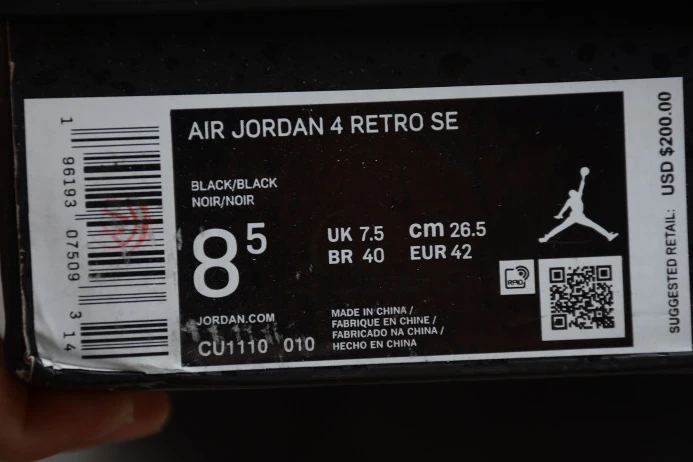 AIR JORDAN 4 RETRO SE
BLACK/BLACK
NOIR/NOIR
8 5
UK 7.5 cm 26.5
BR 40 EUR 42
JORDAN.COM
CU1110 010
MADE IN CHINA /
FABRIQUE EN CHINE /
FABRICADO NA CHINA /
HECHO EN CHINA
RFID
SUGGESTED RETAIL: USD $200.00
1 96193 07509 3 14